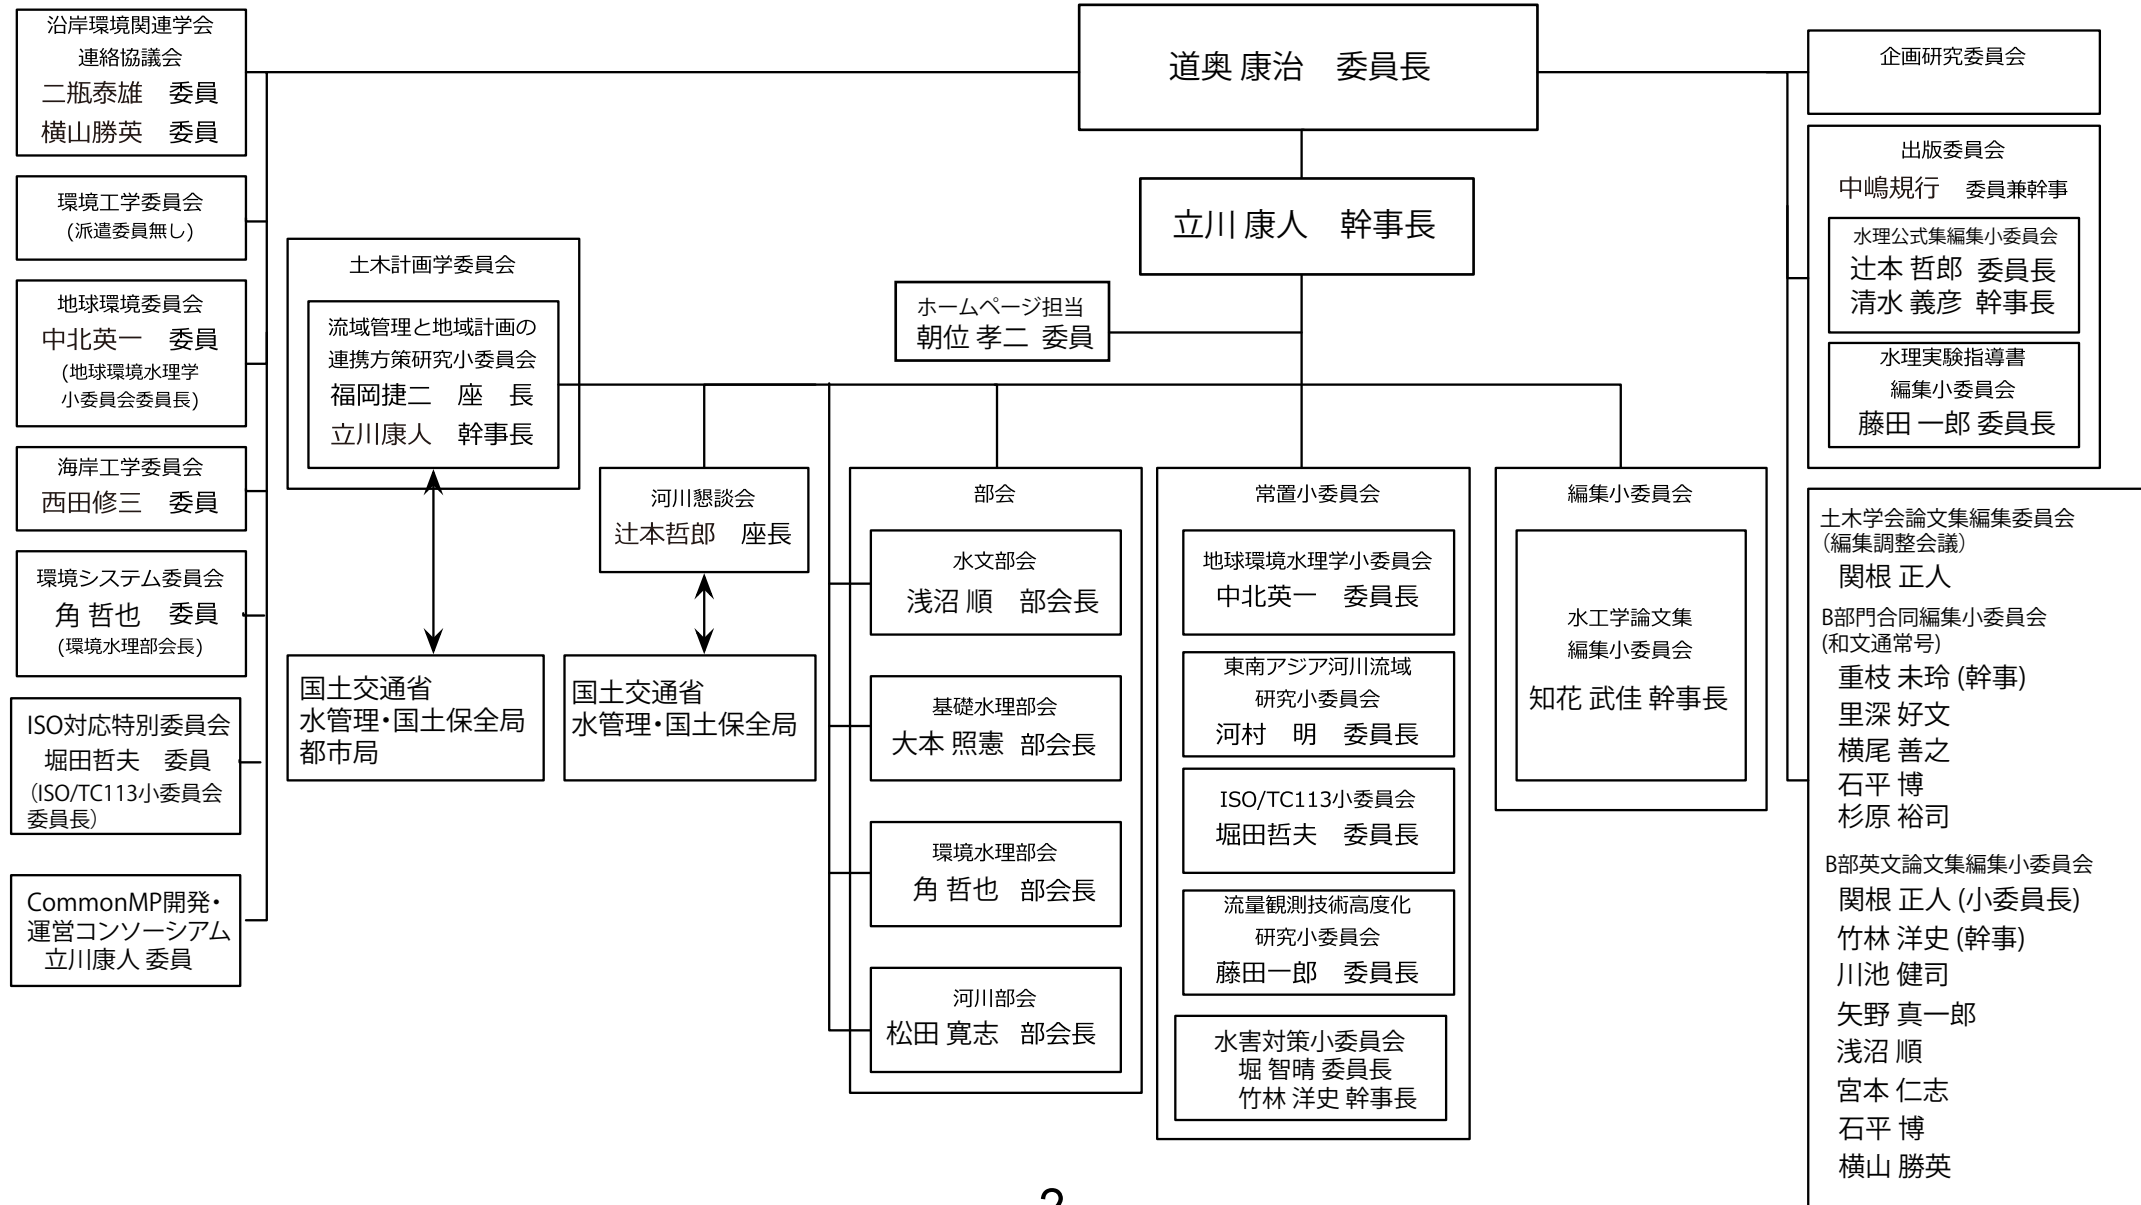 沿岸環境関連学会
連絡協議会
二瓶泰雄　委員
横山勝英　委員
環境工学委員会
(派遣委員無し)
地球環境委員会
中北英一　委員
(地球環境水理学
小委員会委員長)
海岸工学委員会
西田修三　委員
環境システム委員会
角 哲也　委員
(環境水理部会長)
ISO対応特別委員会
堀田哲夫　委員
（ISO/TC113小委員会
委員長）
CommonMP開発・
運営コンソーシアム
立川康人 委員
道奥 康治　委員長
立川 康人　幹事長
ホームページ担当
朝位 孝二 委員
土木計画学委員会
流域管理と地域計画の
連携方策研究小委員会
福岡捷二　座　長
立川康人　幹事長
国土交通省
水管理・国土保全局
都市局
河川懇談会
辻本哲郎　座長
国土交通省
水管理・国土保全局
部会
水文部会
浅沼 順　部会長
基礎水理部会
大本 照憲 部会長
環境水理部会
角 哲也 部会長
河川部会
松田 寛志 部会長
常置小委員会
地球環境水理学小委員会
中北英一　委員長
東南アジア河川流域
研究小委員会
河村　明　委員長
ISO/TC113小委員会
堀田哲夫　委員長
流量観測技術高度化
研究小委員会
藤田一郎　委員長
水害対策小委員会
堀 智晴 委員長
竹林 洋史 幹事長
編集小委員会
水工学論文集
編集小委員会
知花 武佳 幹事長
企画研究委員会
出版委員会
中嶋規行　委員兼幹事
水理公式集編集小委員会
辻本 哲郎 委員長
清水 義彦 幹事長
水理実験指導書
編集小委員会
藤田 一郎 委員長
土木学会論文集編集委員会
（編集調整会議）
関根 正人
B部門合同編集小委員会
(和文通常号)
重枝 未玲 (幹事)
里深 好文
横尾 善之
石平 博
杉原 裕司
B部英文論文集編集小委員会
関根 正人 (小委員長)
竹林 洋史 (幹事)
川池 健司
矢野 真一郎
浅沼 順
宮本 仁志
石平 博
横山 勝英
2